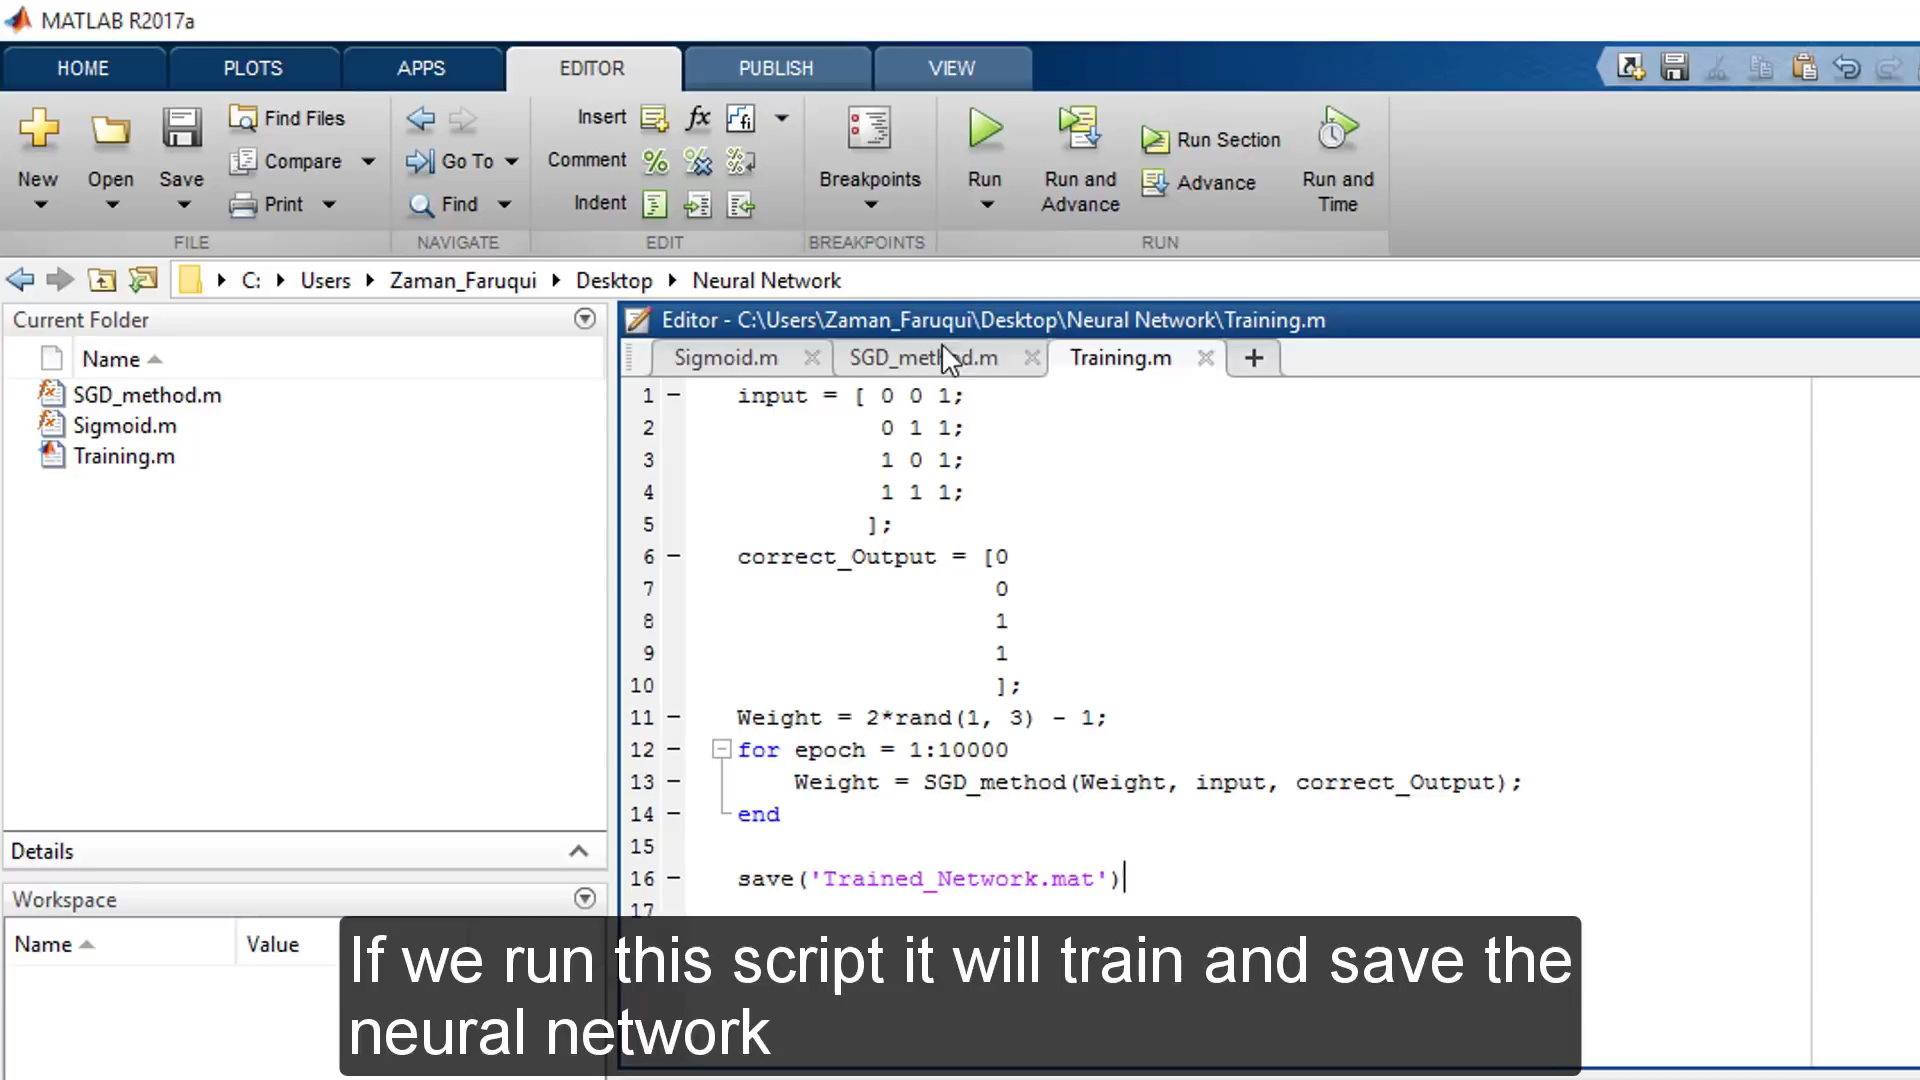 MATLAB R2017a
HOME PLOTS APPS EDITOR PUBLISH VIEW
New Open Save Find Files Compare Print
FILE
Go To Find
NAVIGATE
Insert fx fi
Comment
Indent
EDIT
Breakpoints
BREAKPOINTS
Run Run and Advance Run Section Advance Run and Time
RUN
C: Users Zaman_Faruqui Desktop Neural Network
Current Folder
Name
SGD_method.m
Sigmoid.m
Training.m
Details
Workspace
Name Value
Editor - C:\Users\Zaman_Faruqui\Desktop\Neural Network\Training.m
Sigmoid.m SGD_method.m Training.m +
1 input = [ 0 0 1;
2 0 1 1;
3 1 0 1;
4 1 1 1;
5 ];
6 correct_Output = [0
7 0
8 1
9 1
10 ];
11 Weight = 2*rand(1, 3) - 1;
12 for epoch = 1:10000
13 Weight = SGD_method(Weight, input, correct_Output);
14 end
15
16 save('Trained_Network.mat')
17
If we run this script it will train and save the
neural network